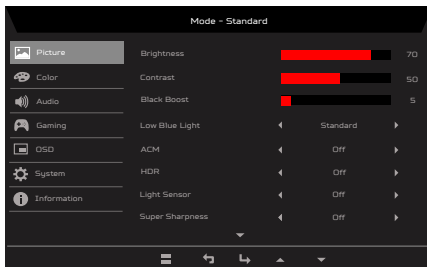 Mode - Standard
Picture
Brightness 70
Color
Contrast 50
Audio
Black Boost 5
Gaming
Low Blue Light Standard
OSD
ACM Off
System
HDR Off
Information
Light Sensor Off
Super Sharpness Off